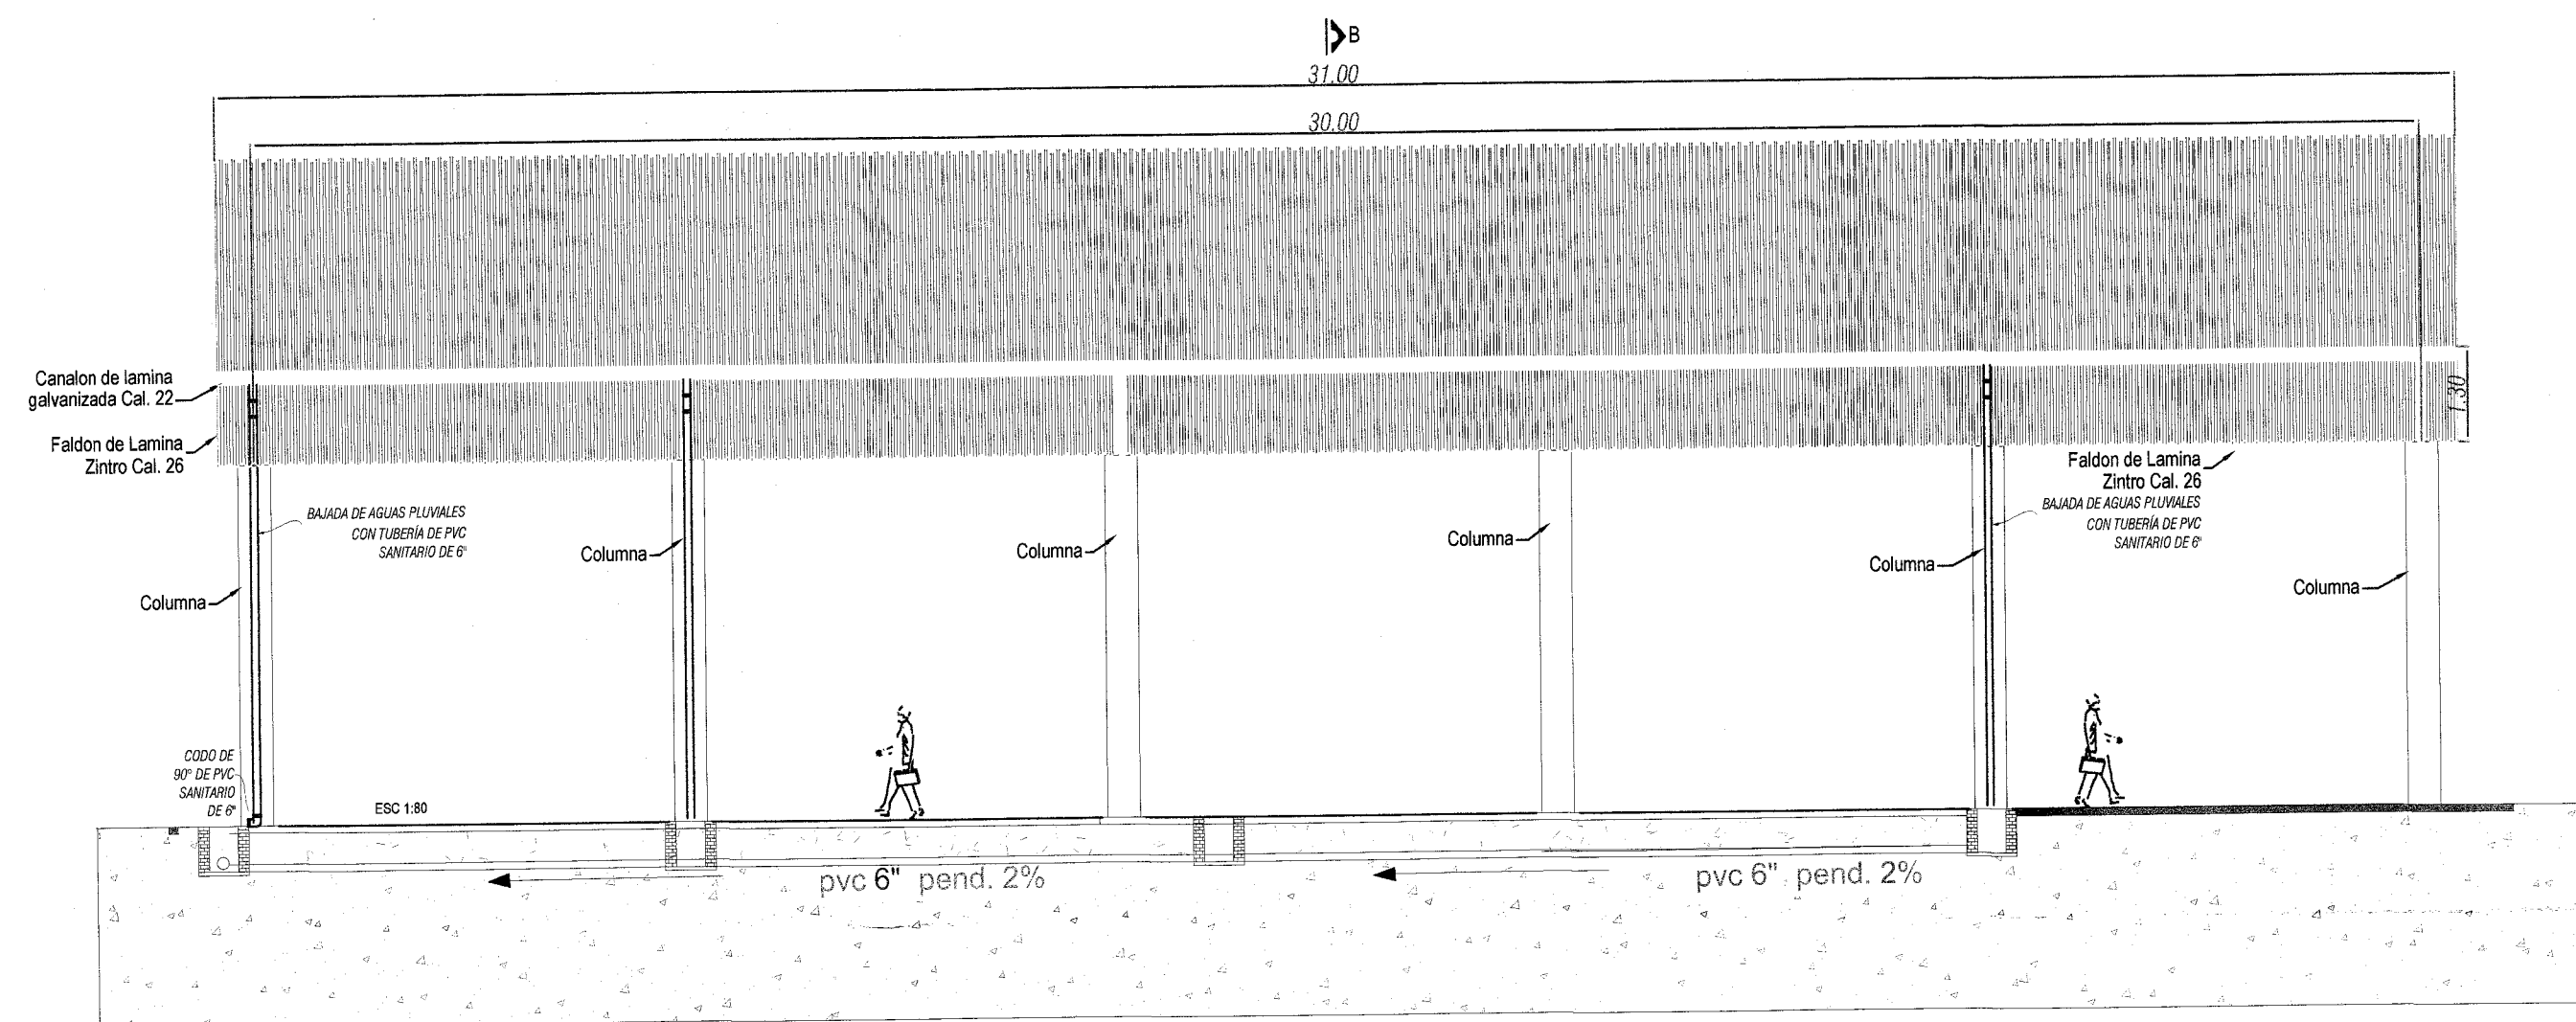 B
31.00
30.00
Canalon de lamina
galvanizada Cal. 22
1.30
Faldon de Lamina
Zintro Cal. 26
Faldon de Lamina
Zintro Cal. 26
BAJADA DE AGUAS PLUVIALES
CON TUBERÍA DE PVC
SANITARIO DE 6"
BAJADA DE AGUAS PLUVIALES
CON TUBERÍA DE PVC
SANITARIO DE 6"
Columna
Columna
Columna
Columna
Columna
Columna
CODO DE
90° DE PVC
SANITARIO
DE 6"
ESC 1:80
pvc 6" pend. 2%
pvc 6" pend. 2%